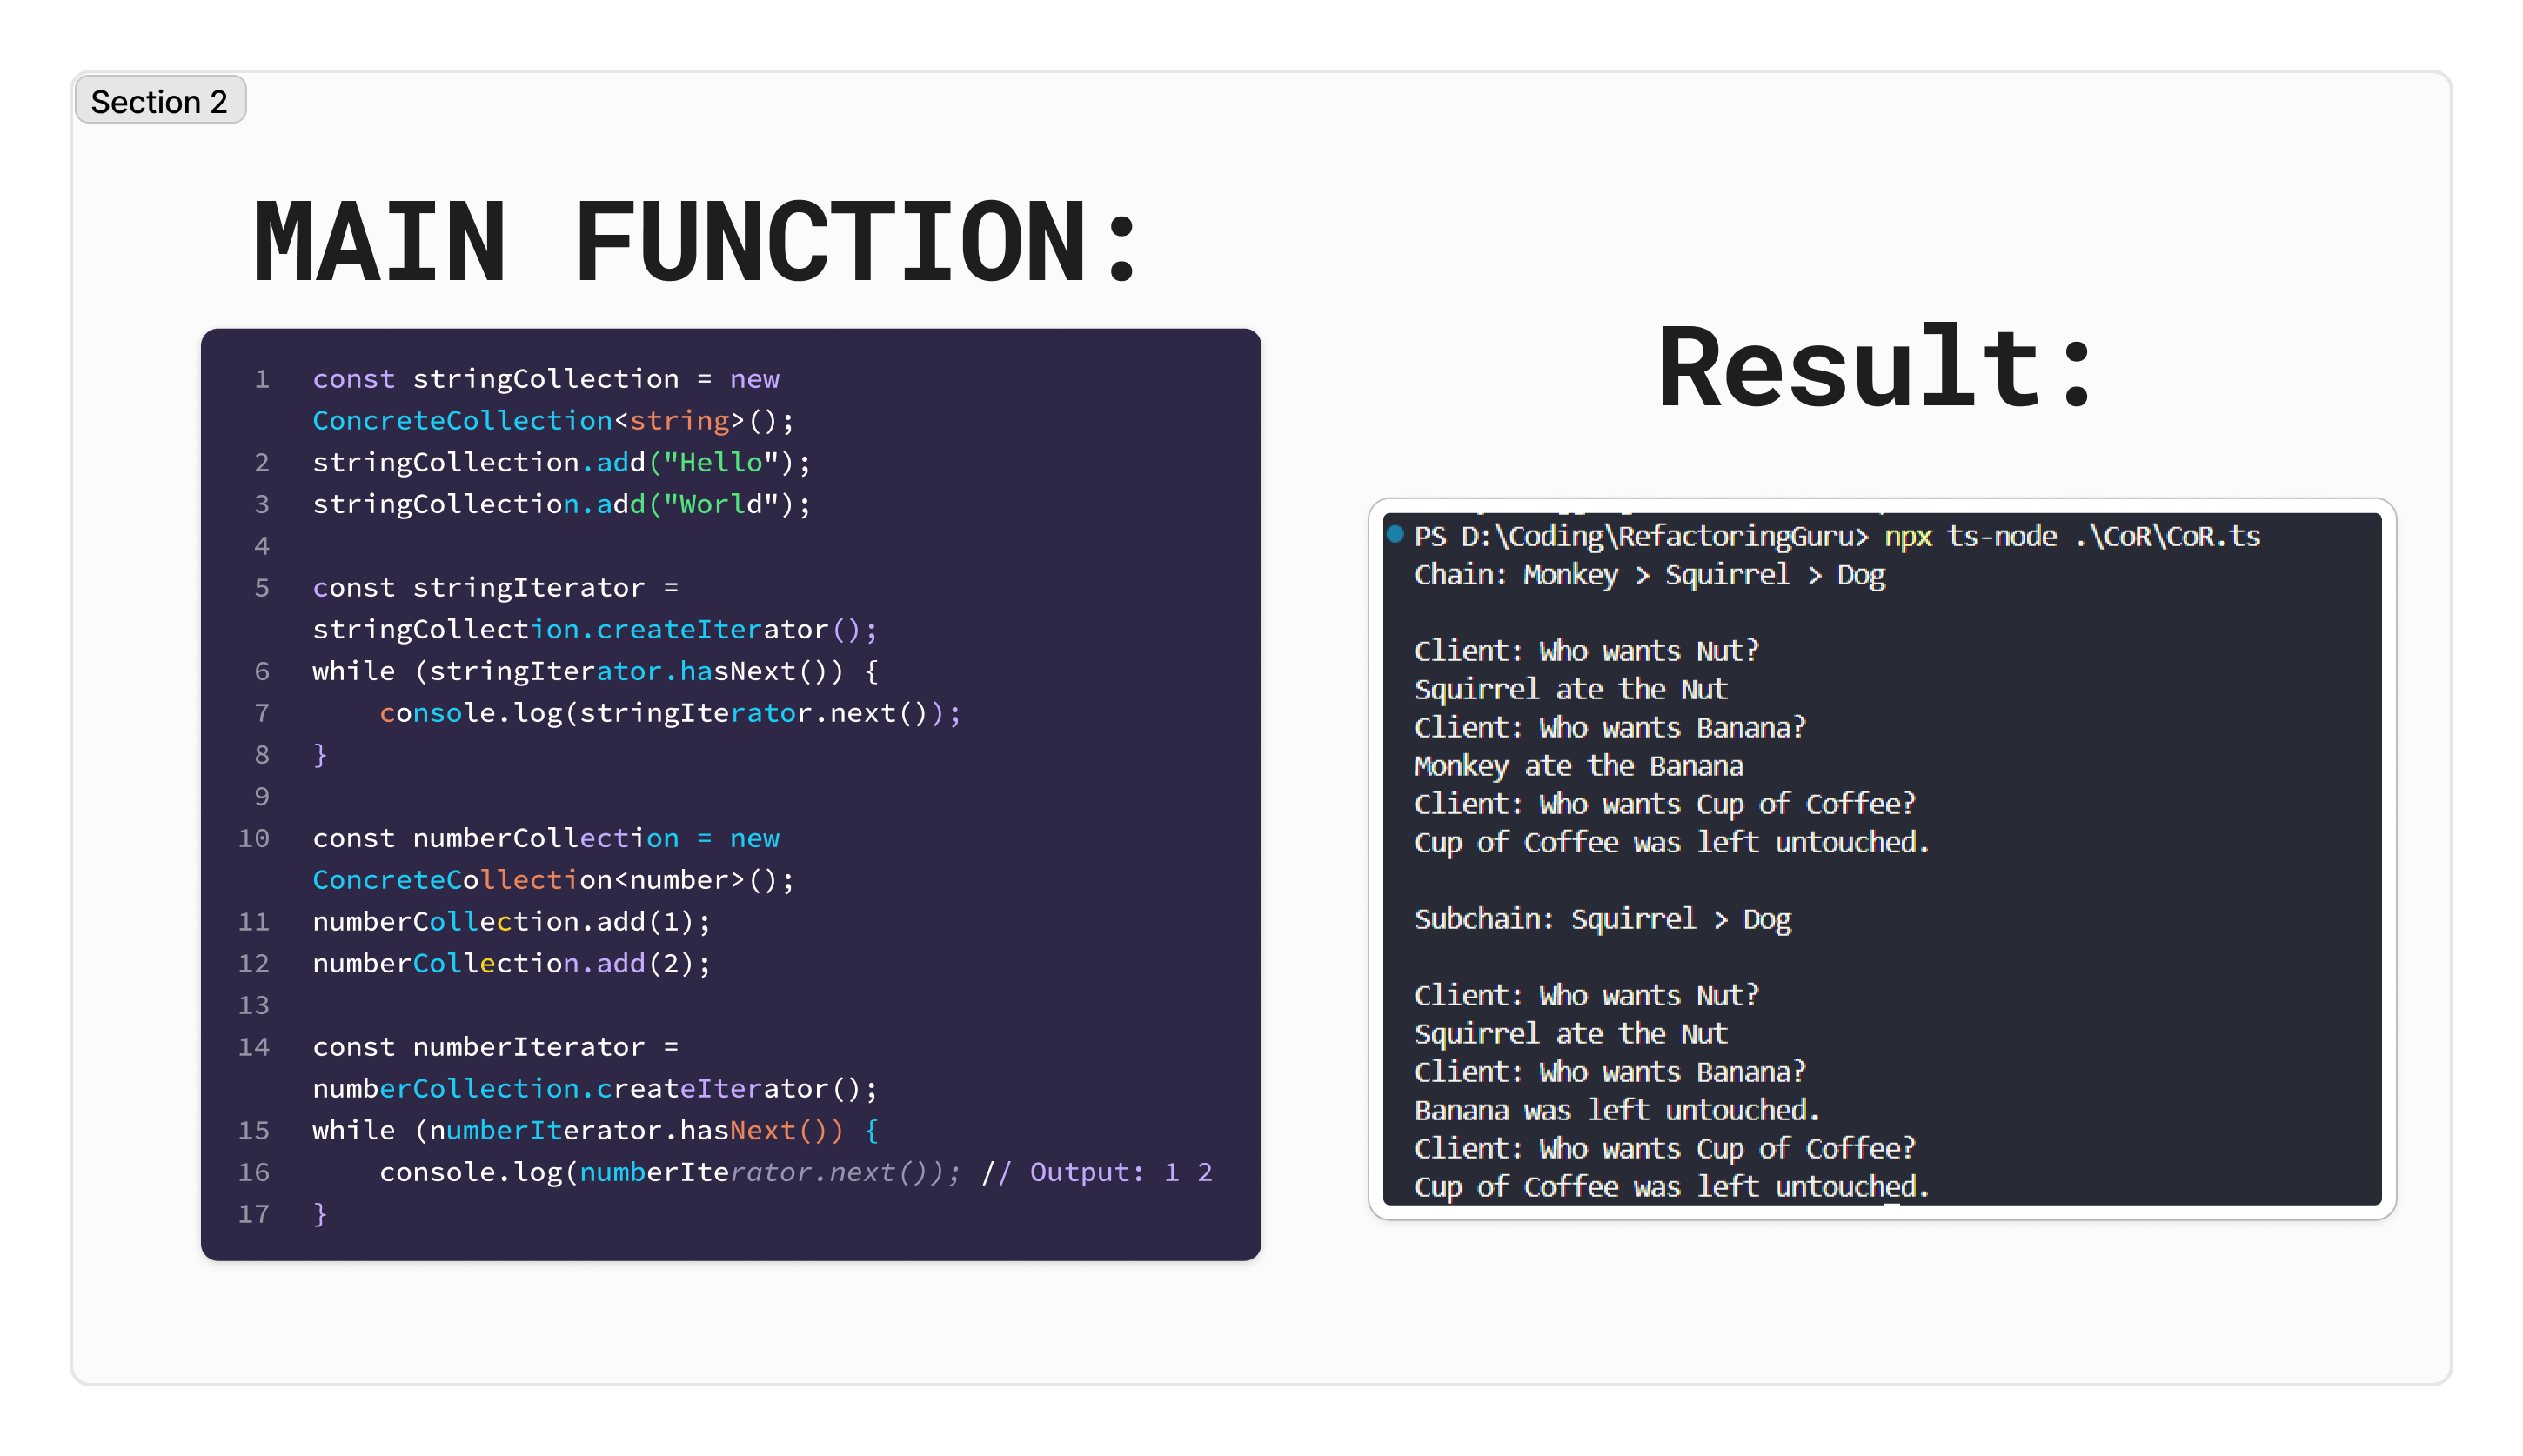 Section 2
MAIN FUNCTION:
1 const stringCollection = new
ConcreteCollection<string>();
2 stringCollection.add("Hello");
3 stringCollection.add("World");
4
5 const stringIterator =
stringCollection.createIterator();
6 while (stringIterator.hasNext()) {
7     console.log(stringIterator.next());
8 }
9
10 const numberCollection = new
ConcreteCollection<number>();
11 numberCollection.add(1);
12 numberCollection.add(2);
13
14 const numberIterator =
numberCollection.createIterator();
15 while (numberIterator.hasNext()) {
16     console.log(numberIterator.next()); // Output: 1 2
17 }
Result:
PS D:\Coding\RefactoringGuru> npx ts-node .\CoR\CoR.ts
Chain: Monkey > Squirrel > Dog
Client: Who wants Nut?
Squirrel ate the Nut
Client: Who wants Banana?
Monkey ate the Banana
Client: Who wants Cup of Coffee?
Cup of Coffee was left untouched.
Subchain: Squirrel > Dog
Client: Who wants Nut?
Squirrel ate the Nut
Client: Who wants Banana?
Banana was left untouched.
Client: Who wants Cup of Coffee?
Cup of Coffee was left untouched.